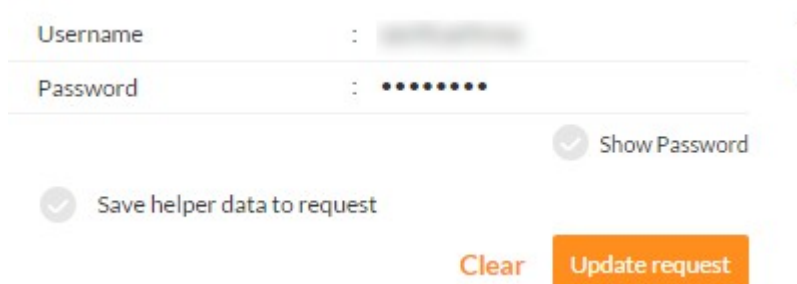 Username :
Password : ••••••••
Show Password
Save helper data to request
Clear Update request